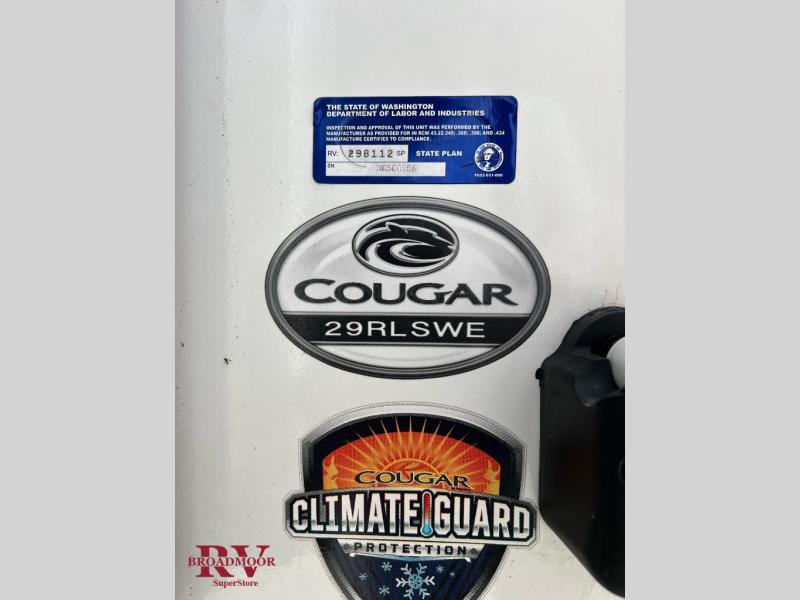 THE STATE OF WASHINGTON
DEPARTMENT OF LABOR AND INDUSTRIES
INSPECTION AND APPROVAL OF THIS UNIT WAS PERFORMED BY THE
MANUFACTURER AS PROVIDED FOR IN RCW 43.22.340; .360; .390; AND .434
MANUFACTURE CERTIFIES TO COMPLIANCE.
RV: 298112 SP STATE PLAN
SN
COUGAR
29RLSWE
COUGAR
CLIMATE GUARD
PROTECTION
RV
BROADMOOR
SuperStore